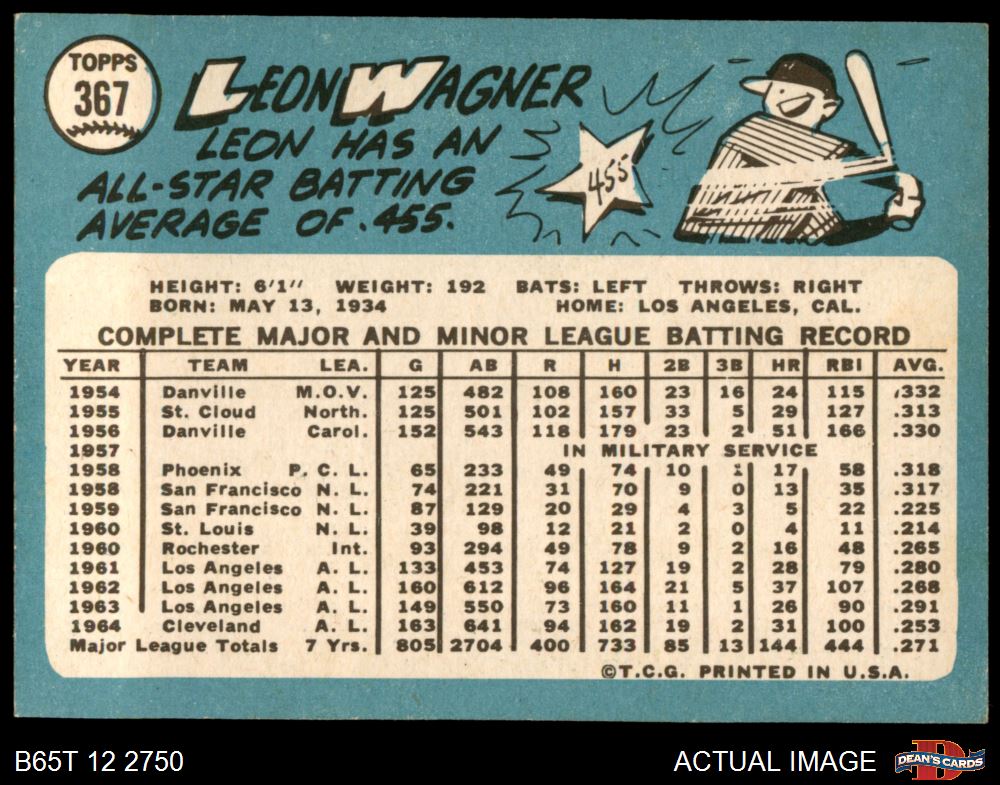 TOPPS
367
LEON WAGNER
LEON HAS AN
ALL-STAR BATTING
AVERAGE OF .455.
455
HEIGHT: 6'1" WEIGHT: 192 BATS: LEFT THROWS: RIGHT
BORN: MAY 13, 1934 HOME: LOS ANGELES, CAL.
COMPLETE MAJOR AND MINOR LEAGUE BATTING RECORD
YEAR TEAM LEA. G AB R H 2B 3B HR RBI AVG.
1954 Danville M.O.V. 125 482 108 160 23 16 24 115 .332
1955 St. Cloud North. 125 501 102 157 33 5 29 127 .313
1956 Danville Carol. 152 543 118 179 23 2 51 166 .330
1957 IN MILITARY SERVICE
1958 Phoenix P. C. L. 65 233 49 74 10 1 17 58 .318
1958 San Francisco N. L. 74 221 31 70 9 0 13 35 .317
1959 San Francisco N. L. 87 129 20 29 4 3 5 22 .225
1960 St. Louis N. L. 39 98 12 21 2 0 4 11 .214
1960 Rochester Int. 93 294 49 78 9 2 16 48 .265
1961 Los Angeles A. L. 133 453 74 127 19 2 28 79 .280
1962 Los Angeles A. L. 160 612 96 164 21 5 37 107 .268
1963 Los Angeles A. L. 149 550 73 160 11 1 26 90 .291
1964 Cleveland A. L. 163 641 94 162 19 2 31 100 .253
Major League Totals 7 Yrs. 805 2704 400 733 85 13 144 444 .271
©T.C.G. PRINTED IN U.S.A.
B65T 12 2750
ACTUAL IMAGE
D
DEAN'S CARDS